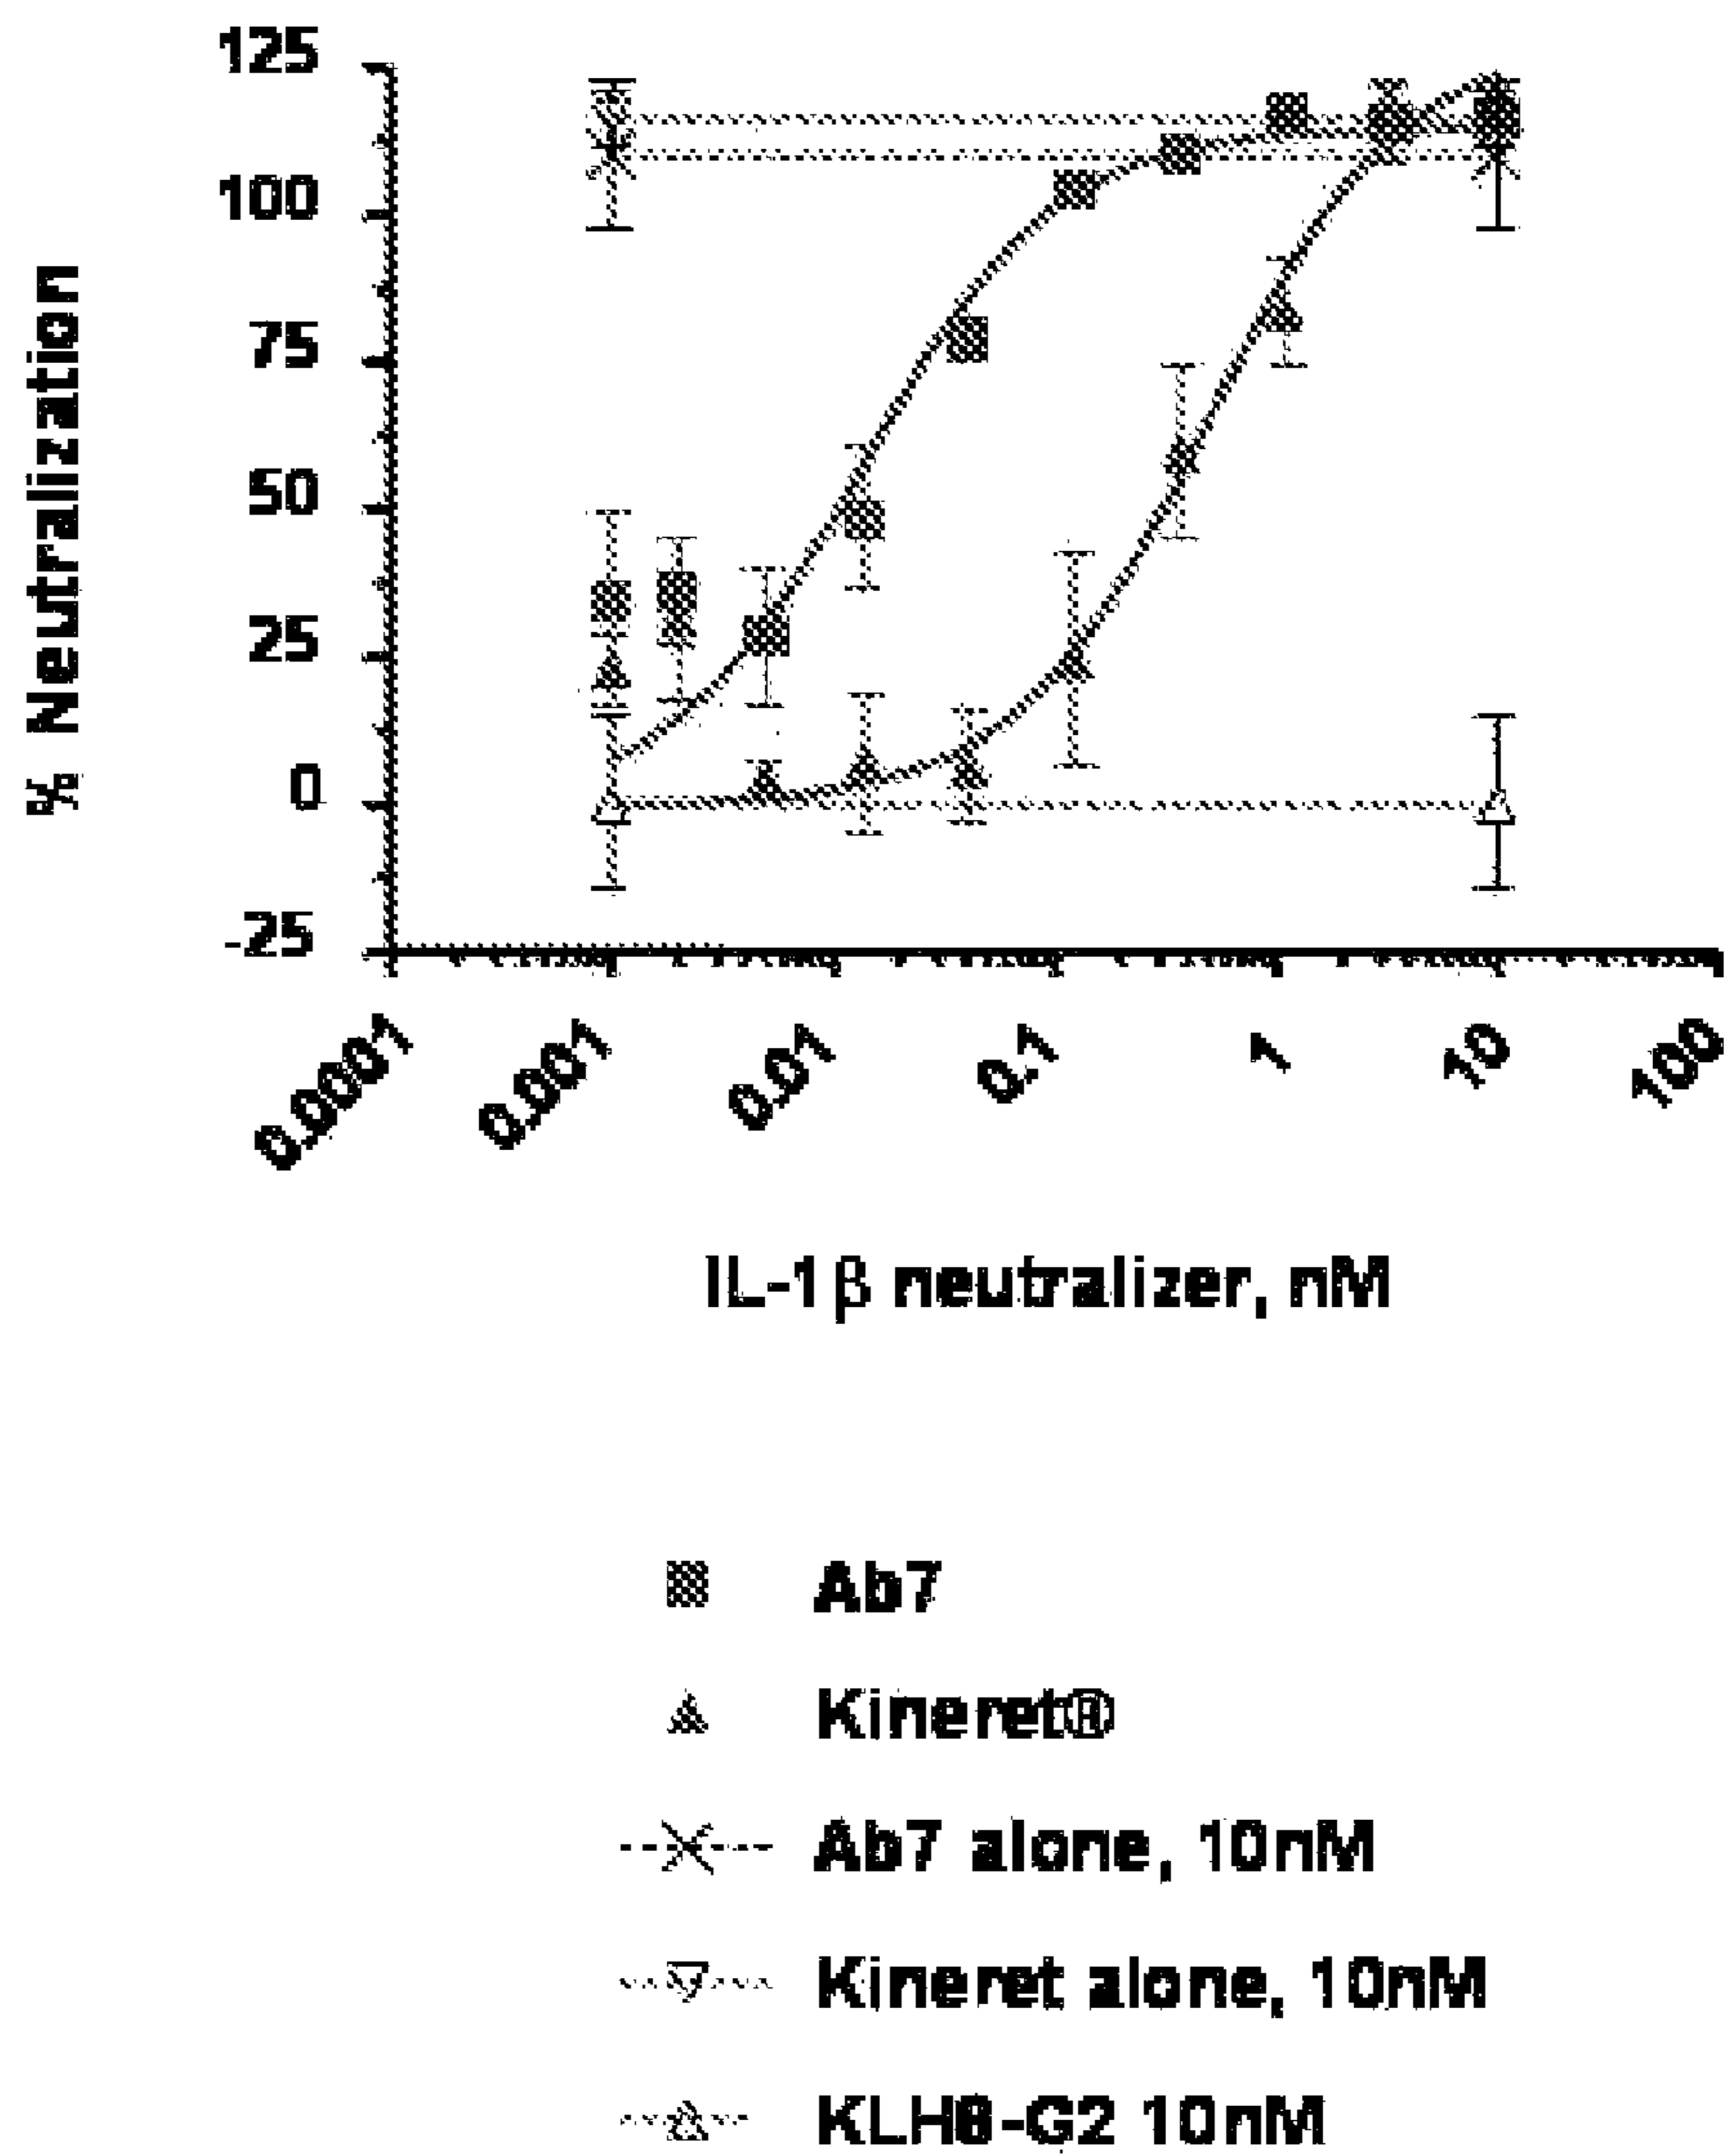 % Neutralization
125
100
75
50
25
0
-25
0.0001
0.001
0.01
0.1
1
10
100
IL-1β neutralizer, nM
Ab7
Kineret®
Ab7 alone, 10nM
Kineret alone, 10nM
KLH8-G2 10nM